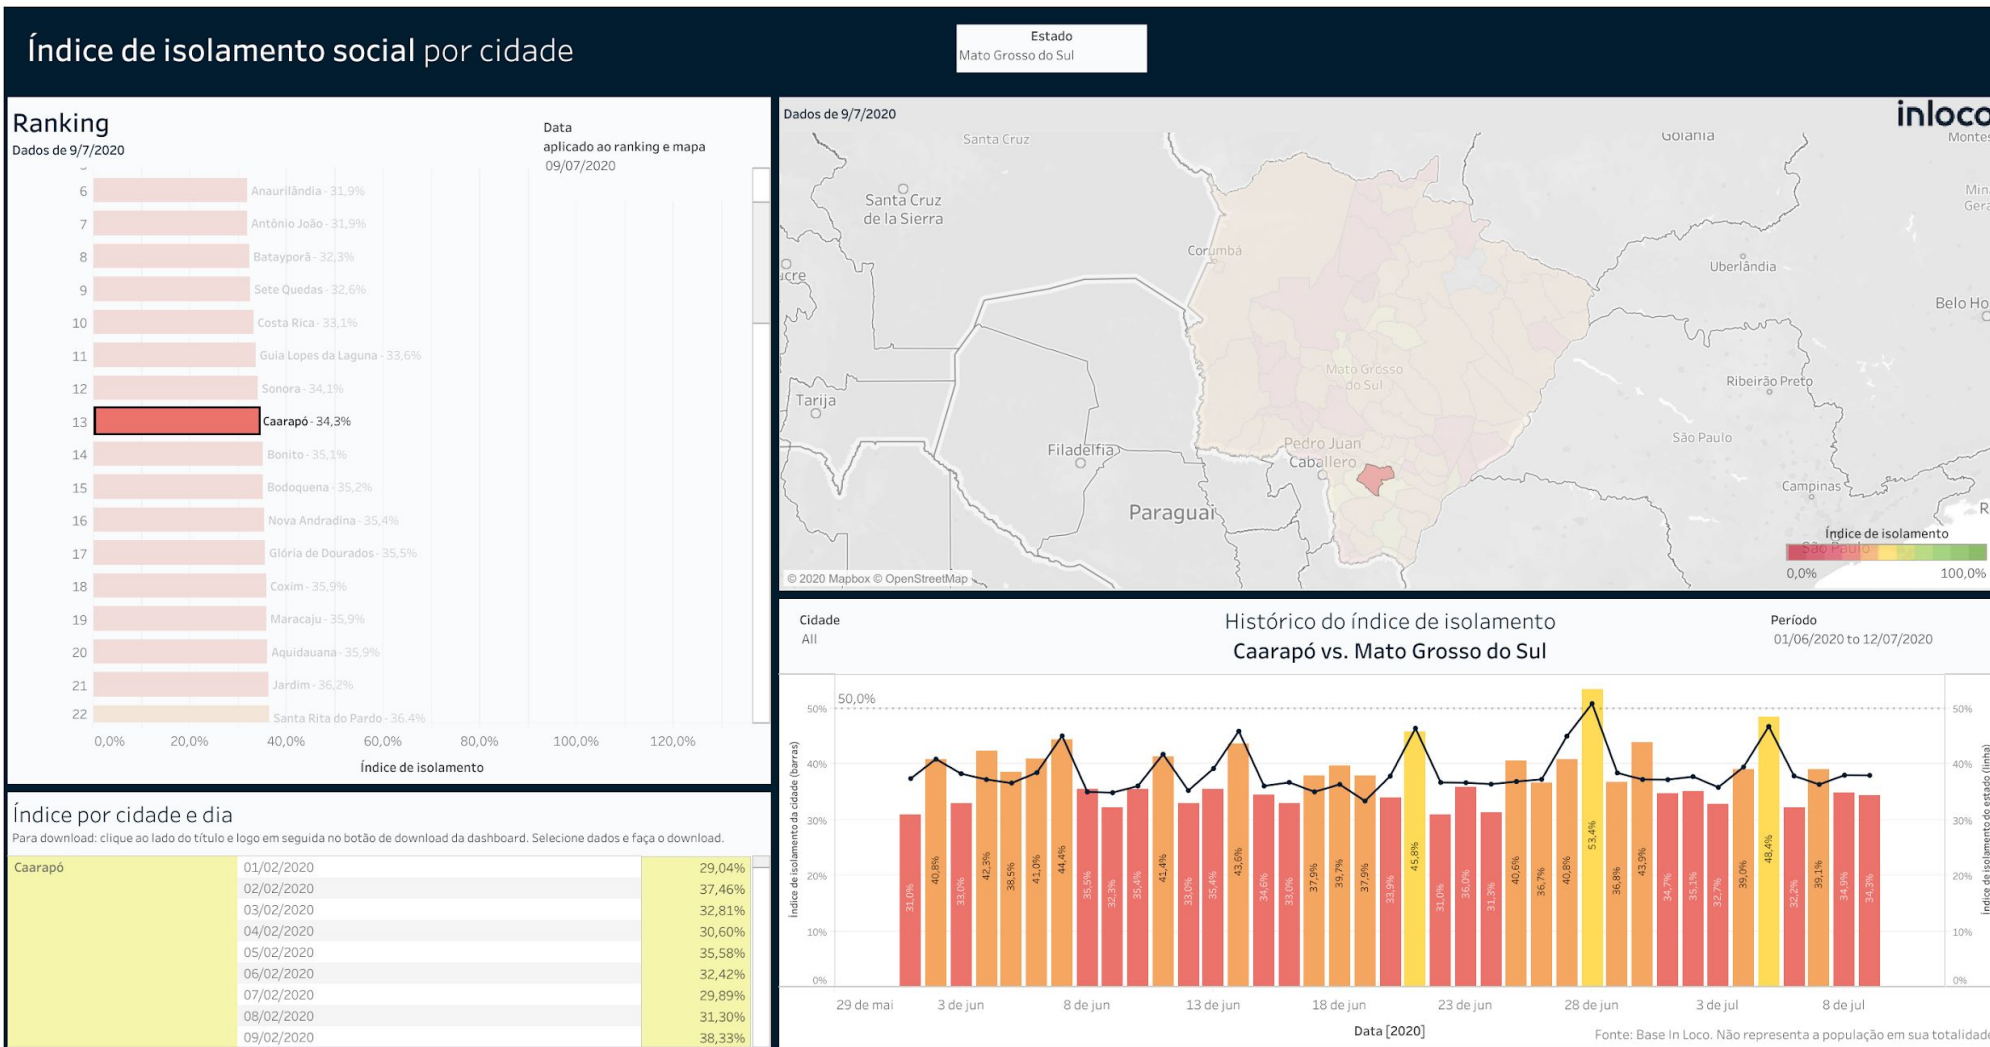 Índice de isolamento social por cidade
Estado
Mato Grosso do Sul
Ranking
Dados de 9/7/2020
Data
aplicado ao ranking e mapa
09/07/2020
6 Anaurilândia - 31,9%
7 Antônio João - 31,9%
8 Batayporã - 32,3%
9 Sete Quedas - 32,6%
10 Costa Rica - 33,1%
11 Guia Lopes da Laguna - 33,6%
12 Sonora - 34,1%
13 Caarapó - 34,3%
14 Bonito - 35,1%
15 Bodoquena - 35,2%
16 Nova Andradina - 35,4%
17 Glória de Dourados - 35,5%
18 Coxim - 35,9%
19 Maracaju - 35,9%
20 Aquidauana - 35,9%
21 Jardim - 36,2%
22 Santa Rita do Pardo - 36,4%
0,0% 20,0% 40,0% 60,0% 80,0% 100,0% 120,0%
Índice de isolamento
Índice por cidade e dia
Para download: clique ao lado do título e logo em seguida no botão de download da dashboard. Selecione dados e faça o download.
Caarapó 01/02/2020 29,04%
02/02/2020 37,46%
03/02/2020 32,81%
04/02/2020 30,60%
05/02/2020 35,58%
06/02/2020 32,42%
07/02/2020 29,89%
08/02/2020 31,30%
09/02/2020 38,33%
Dados de 9/7/2020
inloco
Santa Cruz
Goiânia
Montes
Santa Cruz
de la Sierra
Min
Gera
Corumbá
Uberlândia
ucre
Belo Ho
Mato Grosso
do Sul
Ribeirão Preto
Tarija
São Paulo
Pedro Juan
Caballero
Filadélfia
Campinas
Paraguai
R
Índice de isolamento
São Paulo
0,0% 100,0%
© 2020 Mapbox © OpenStreetMap
Cidade
All
Histórico do índice de isolamento
Caarapó vs. Mato Grosso do Sul
Período
01/06/2020 to 12/07/2020
50,0%
50%
40%
30%
20%
10%
0%
Índice de isolamento da cidade (barras)
31,0% 40,8% 33,0% 42,3% 38,5% 41,0% 44,4% 35,5% 32,3% 35,4% 41,4% 33,0% 35,4% 43,6% 34,6% 33,0% 37,9% 39,7% 37,9% 33,9% 45,8% 31,0% 36,0% 31,3% 40,6% 36,7% 40,8% 53,4% 36,8% 43,9% 34,7% 35,1% 32,7% 39,0% 48,4% 32,2% 39,1% 34,9% 34,3%
50%
40%
30%
20%
10%
0%
Índice de isolamento do estado (linha)
29 de mai 3 de jun 8 de jun 13 de jun 18 de jun 23 de jun 28 de jun 3 de jul 8 de jul
Data [2020]
Fonte: Base In Loco. Não representa a população em sua totalidade